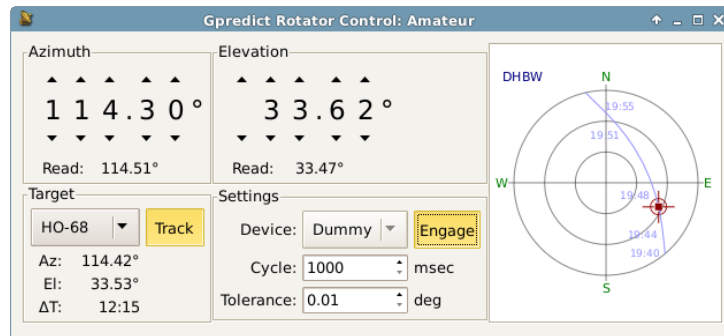 Gpredict Rotator Control: Amateur
Azimuth
114.30°
Read: 114.51°
Elevation
33.62°
Read: 33.47°
Target
HO-68
Track
Az: 114.42°
El: 33.53°
ΔT: 12:15
Settings
Device: Dummy Engage
Cycle: 1000 msec
Tolerance: 0.01 deg
DHBW
N
19:55
19:51
W
E
19:48
19:44
19:40
S